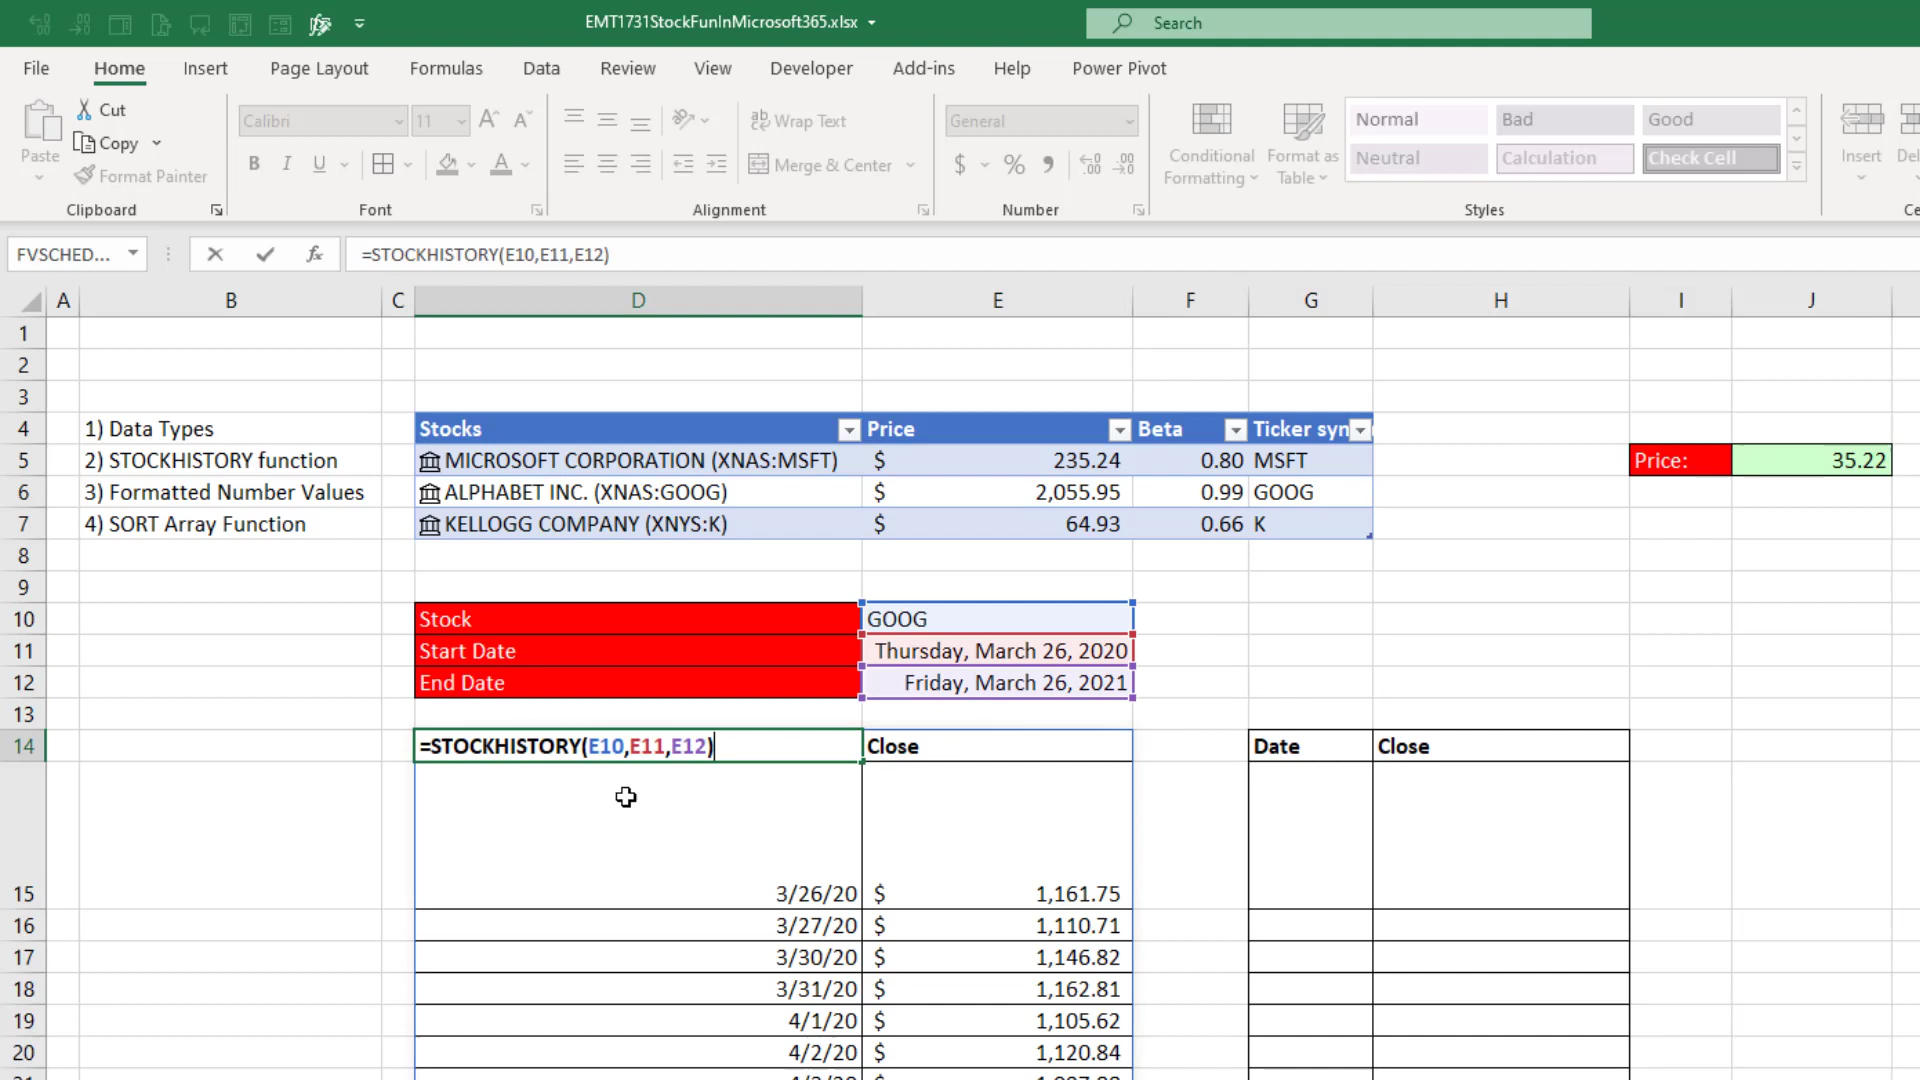 EMT1731StockFunInMicrosoft365.xlsx
Search
File Home Insert Page Layout Formulas Data Review View Developer Add-ins Help Power Pivot
Paste
Cut
Copy
Format Painter
Clipboard
Calibri 11
B I U
Font
Wrap Text
Merge & Center
Alignment
General
$ %
Number
Conditional Formatting
Format as Table
Normal Bad Good
Neutral Calculation Check Cell
Styles
Insert
FVSCHED... fx =STOCKHISTORY(E10,E11,E12)
A B C D E F G H I J
1
2
3
4 1) Data Types Stocks Price Beta Ticker syn
5 2) STOCKHISTORY function MICROSOFT CORPORATION (XNAS:MSFT) $ 235.24 0.80 MSFT Price: 35.22
6 3) Formatted Number Values ALPHABET INC. (XNAS:GOOG) $ 2,055.95 0.99 GOOG
7 4) SORT Array Function KELLOGG COMPANY (XNYS:K) $ 64.93 0.66 K
8
9
10 Stock GOOG
11 Start Date Thursday, March 26, 2020
12 End Date Friday, March 26, 2021
13
14 =STOCKHISTORY(E10,E11,E12) Close Date Close
15 3/26/20 $ 1,161.75
16 3/27/20 $ 1,110.71
17 3/30/20 $ 1,146.82
18 3/31/20 $ 1,162.81
19 4/1/20 $ 1,105.62
20 4/2/20 $ 1,120.84